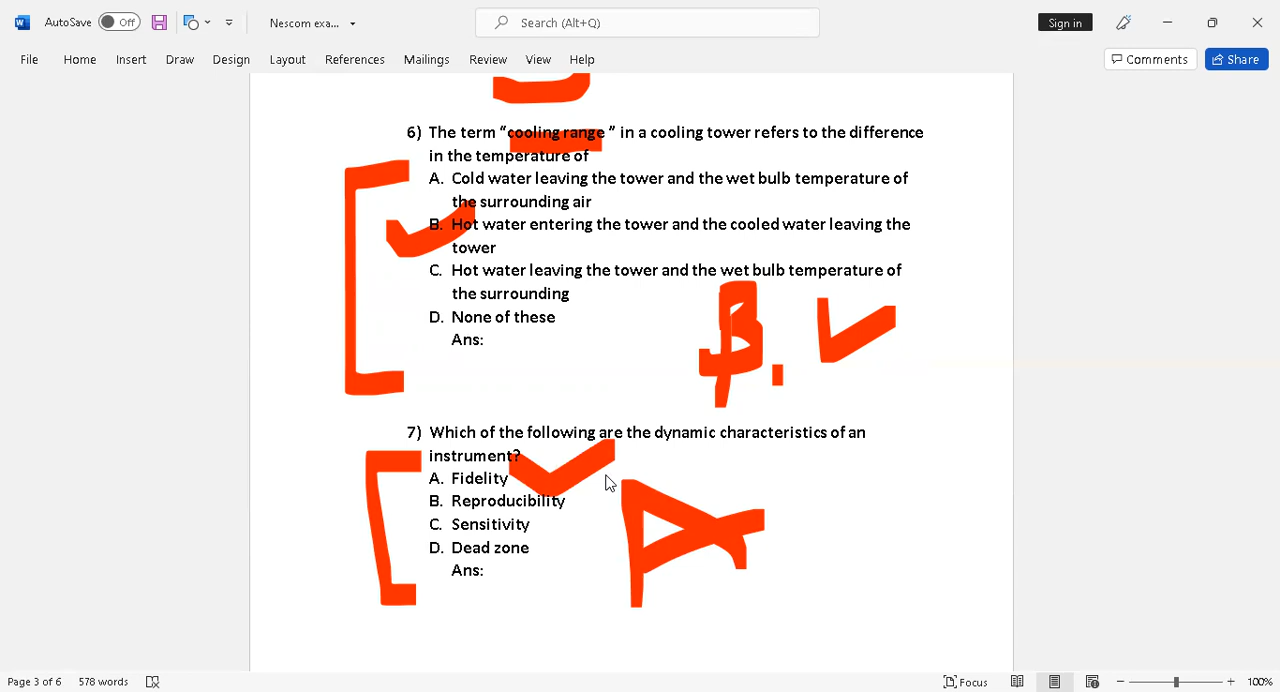 AutoSave Off Nescom exa... Search (Alt+Q) Sign in
File Home Insert Draw Design Layout References Mailings Review View Help Comments Share
6) The term “cooling range ” in a cooling tower refers to the difference
in the temperature of
A. Cold water leaving the tower and the wet bulb temperature of
the surrounding air
B. Hot water entering the tower and the cooled water leaving the
tower
C. Hot water leaving the tower and the wet bulb temperature of
the surrounding
D. None of these
Ans:
B.
7) Which of the following are the dynamic characteristics of an
instrument?
A. Fidelity
B. Reproducibility
C. Sensitivity
D. Dead zone
Ans:
A
Page 3 of 6 578 words Focus 100%